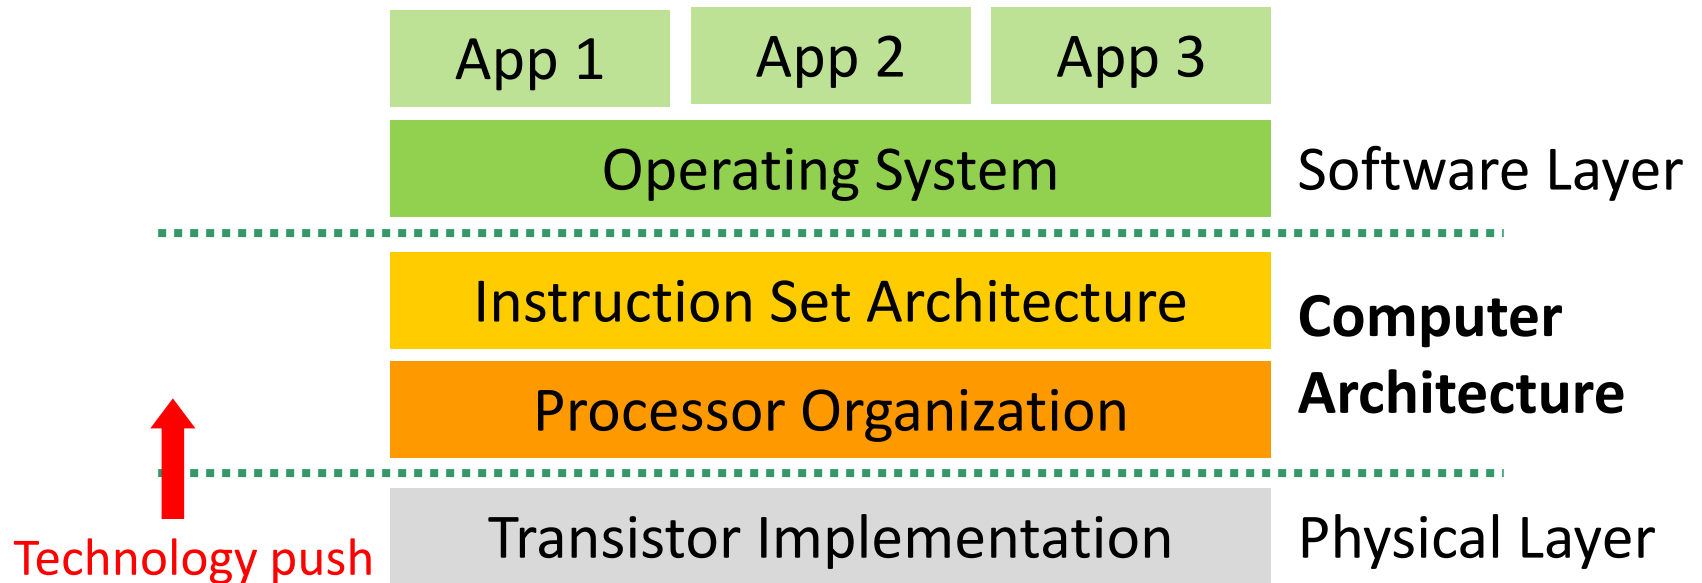 App 1
App 2
App 3
Operating System
Software Layer
Instruction Set Architecture
Computer
Architecture
Processor Organization
Transistor Implementation
Physical Layer
Technology push